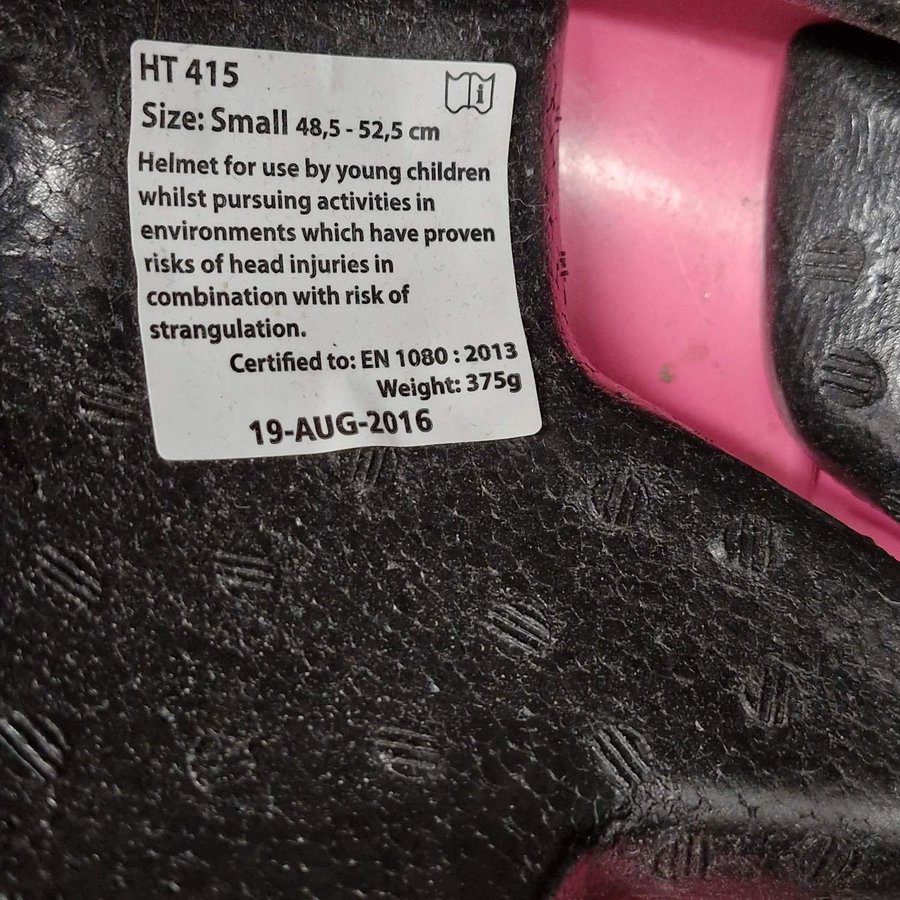 HT 415
i
Size: Small 48,5 - 52,5 cm
Helmet for use by young children
whilst pursuing activities in
environments which have proven
risks of head injuries in
combination with risk of
strangulation.
Certified to: EN 1080 : 2013
Weight: 375g
19-AUG-2016